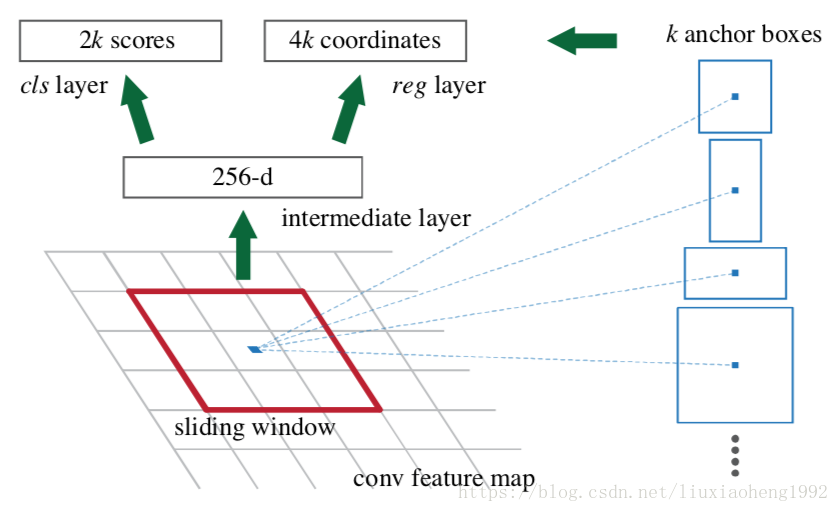 2k scores
4k coordinates
k anchor boxes
cls layer
reg layer
256-d
intermediate layer
sliding window
conv feature map
https://blog.csdn.net/liuxiaoheng1992